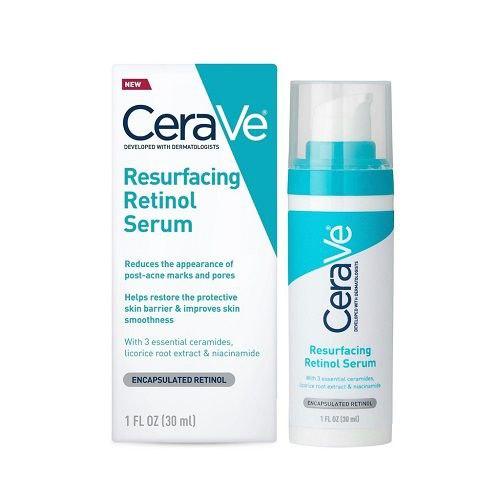 NEW
CeraVe
DEVELOPED WITH DERMATOLOGISTS
Resurfacing
Retinol
Serum
Reduces the appearance of
post-acne marks and pores
Helps restore the protective
skin barrier & improves skin
smoothness
With 3 essential ceramides,
licorice root extract & niacinamide
ENCAPSULATED RETINOL
1 FL OZ (30 ml)
CeraVe
DEVELOPED WITH DERMATOLOGISTS
Resurfacing
Retinol Serum
With 3 essential ceramides,
licorice root extract & niacinamide
ENCAPSULATED RETINOL
1 FL OZ (30 ml)